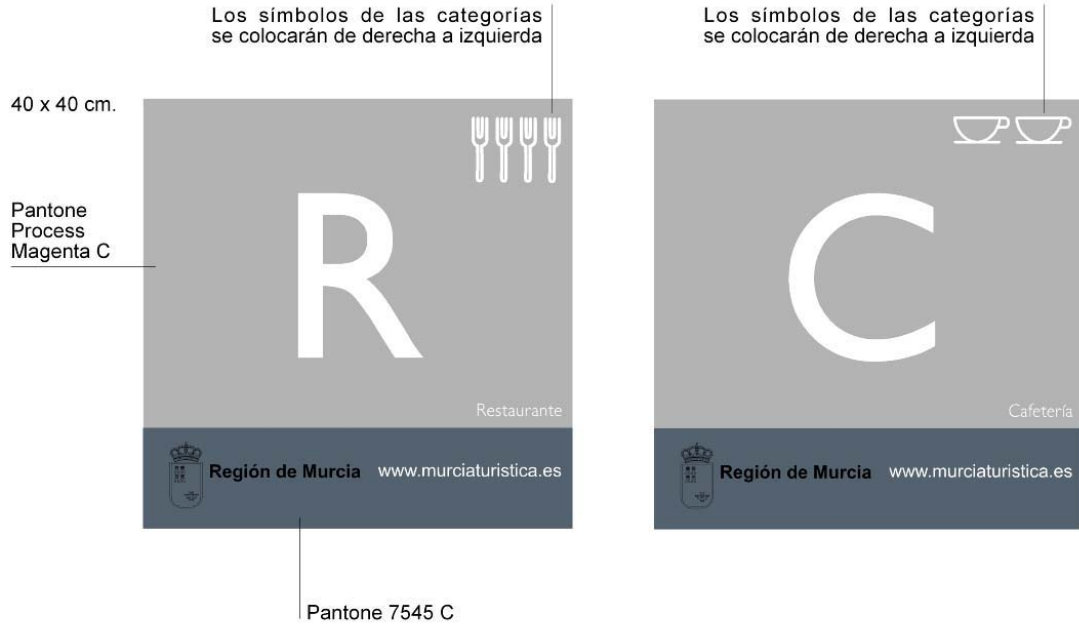 Los símbolos de las categorías
se colocarán de derecha a izquierda
Los símbolos de las categorías
se colocarán de derecha a izquierda
40 x 40 cm.
Pantone
Process
Magenta C
R
C
Restaurante
Cafetería
Región de Murcia www.murciaturistica.es
Región de Murcia www.murciaturistica.es
Pantone 7545 C